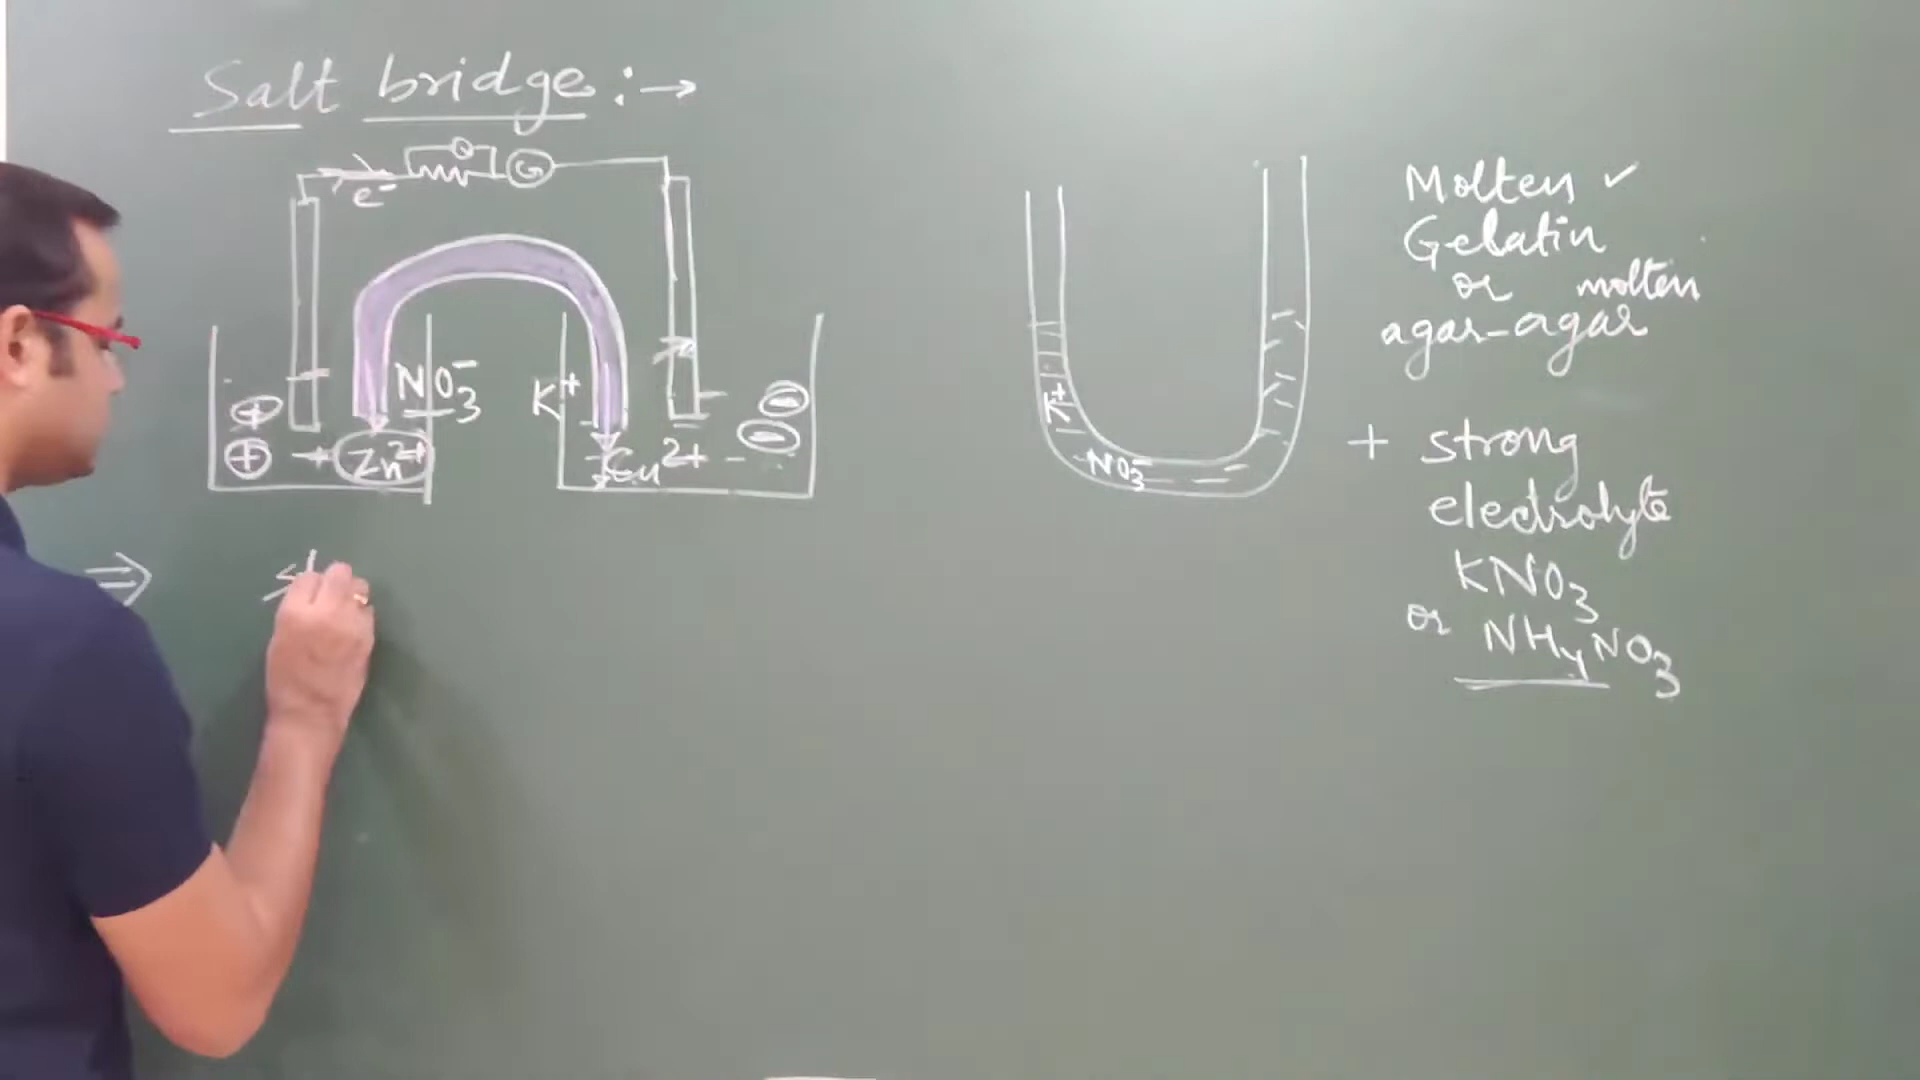 Salt bridge :→
G
e⁻
NO₃⁻
K⁺
+
+
Zn²⁺
Cu²⁺
−
−
K⁺
NO₃⁻
Molten ✓
Gelatin
or molten
agar-agar
+ strong
electrolyte
KNO₃
or NH₄NO₃
⇒